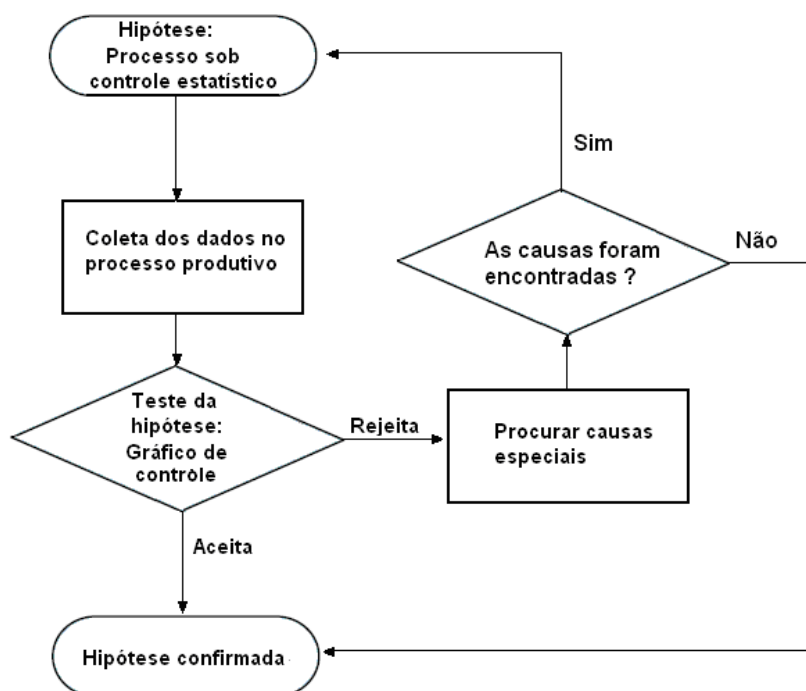 Hipótese:
Processo sob
controle estatístico
Coleta dos dados no
processo produtivo
Teste da
hipótese:
Gráfico de
contrôle
Rejeita
Aceita
Procurar causas
especiais
As causas foram
encontradas ?
Sim
Não
Hipótese confirmada